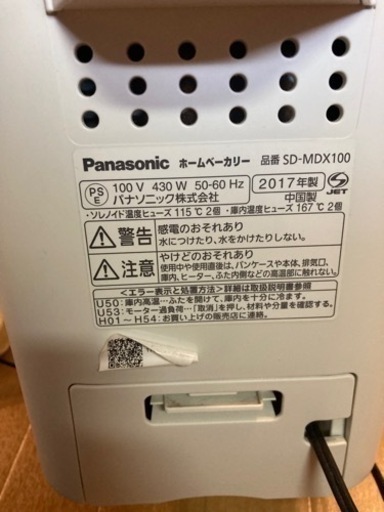 Panasonic ホームベーカリー 品番 SD-MDX100
PS E 100 V 430 W 50-60 Hz 2017年製
パナソニック株式会社 中国製 JET
・ソレノイド温度ヒューズ 115℃ 2個 ・庫内温度ヒューズ 167℃ 2個
警告 感電のおそれあり
水につけたり、水をかけたりしない。
注意 やけどのおそれあり
使用中や使用直後は、パンケースや本体、排気口、
庫内、ヒーター、ふた内側などの高温部に触れない。
<エラー表示と処置方法>詳細は取扱説明書参照
U50:庫内高温…ふたを開けて、庫内を十分に冷ます。
U53:モーター過負荷…「取消」を押し、材料や分量を確認する。
H01～H54:お買い上げの販売店に連絡